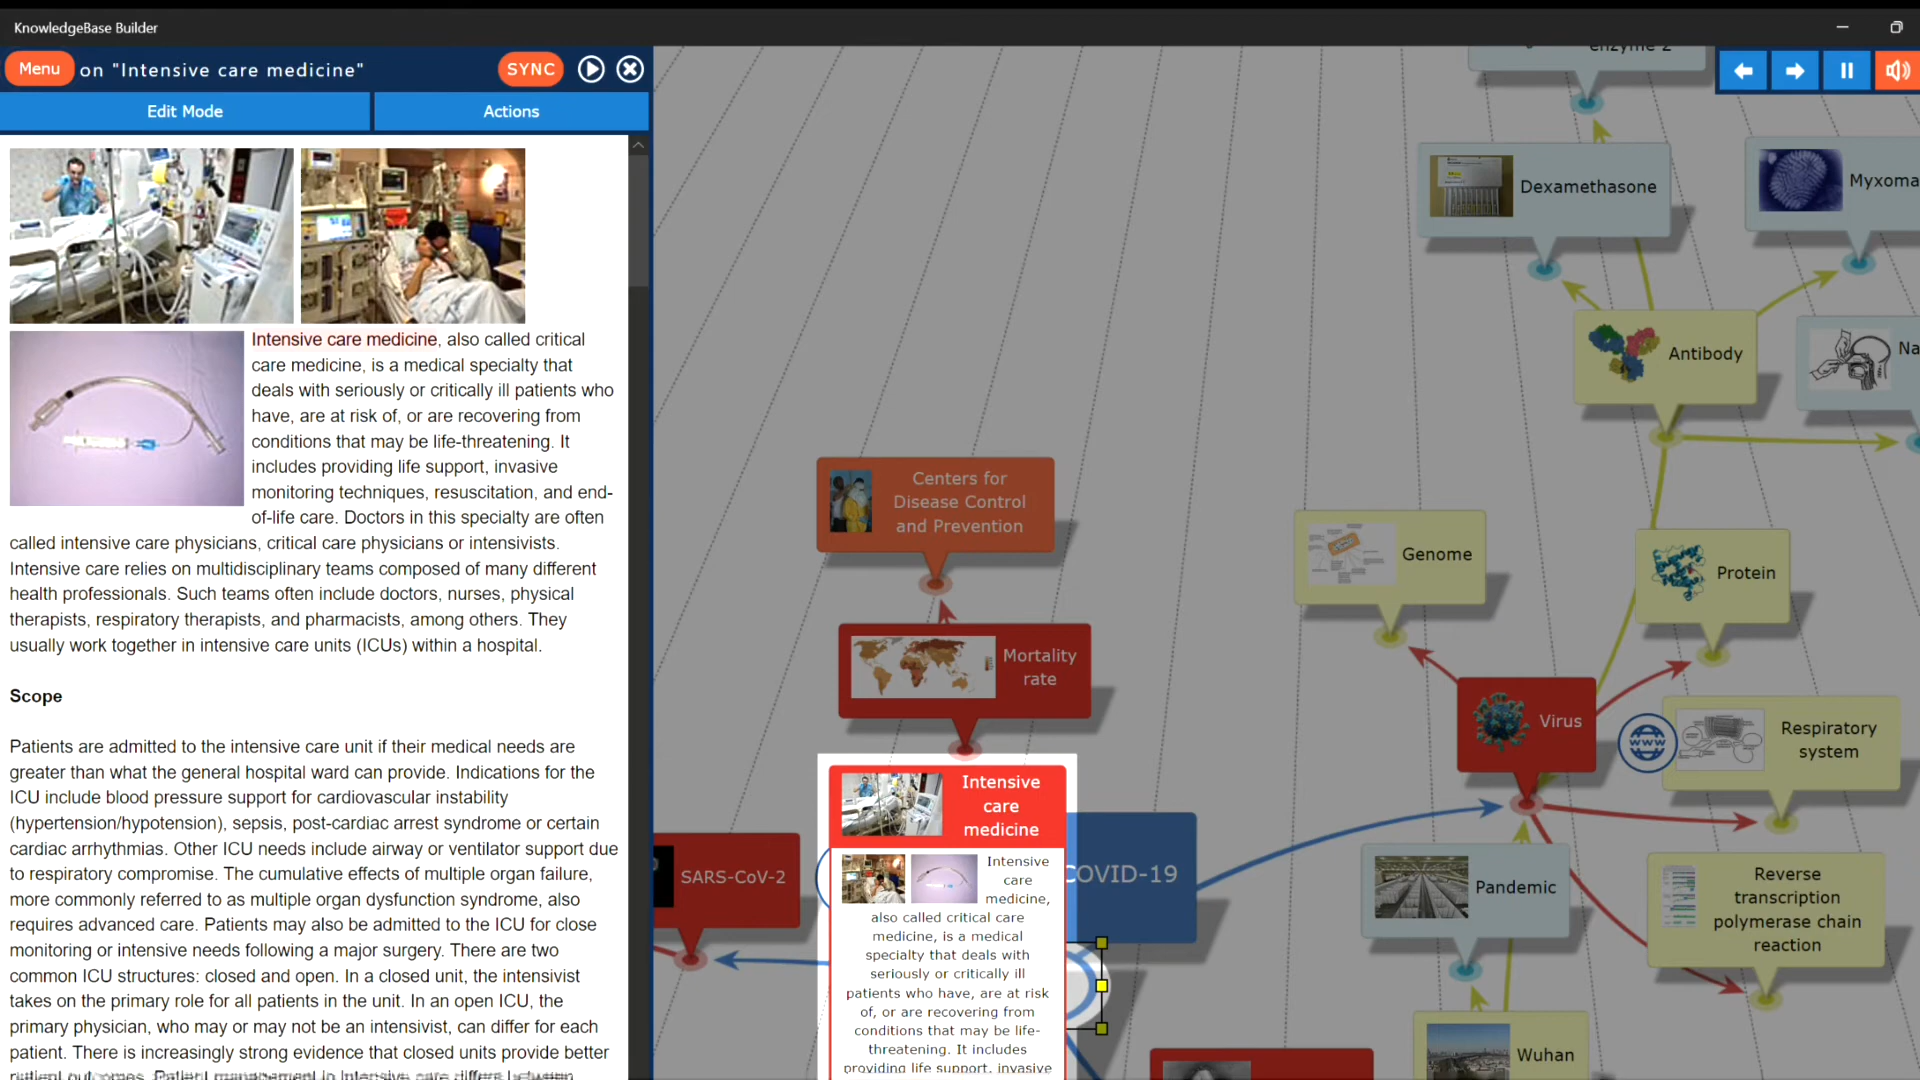 KnowledgeBase Builder
Menu
on "Intensive care medicine"
SYNC
Edit Mode
Actions
Intensive care medicine, also called critical
care medicine, is a medical specialty that
deals with seriously or critically ill patients who
have, are at risk of, or are recovering from
conditions that may be life-threatening. It
includes providing life support, invasive
monitoring techniques, resuscitation, and end-
of-life care. Doctors in this specialty are often
called intensive care physicians, critical care physicians or intensivists.
Intensive care relies on multidisciplinary teams composed of many different
health professionals. Such teams often include doctors, nurses, physical
therapists, respiratory therapists, and pharmacists, among others. They
usually work together in intensive care units (ICUs) within a hospital.
Scope
Patients are admitted to the intensive care unit if their medical needs are
greater than what the general hospital ward can provide. Indications for the
ICU include blood pressure support for cardiovascular instability
(hypertension/hypotension), sepsis, post-cardiac arrest syndrome or certain
cardiac arrhythmias. Other ICU needs include airway or ventilator support due
to respiratory compromise. The cumulative effects of multiple organ failure,
more commonly referred to as multiple organ dysfunction syndrome, also
requires advanced care. Patients may also be admitted to the ICU for close
monitoring or intensive needs following a major surgery. There are two
common ICU structures: closed and open. In a closed unit, the intensivist
takes on the primary role for all patients in the unit. In an open ICU, the
primary physician, who may or may not be an intensivist, can differ for each
patient. There is increasingly strong evidence that closed units provide better
enzyme 2
Dexamethasone
Myxoma
Antibody
Na
Centers for
Disease Control
and Prevention
Genome
Protein
Mortality
rate
Virus
WWW
Respiratory
system
Intensive
care
medicine
SARS-CoV-2
COVID-19
Intensive
care
medicine,
also called critical
care medicine, is a
medical
specialty that
deals with
seriously or
critically ill
patients who
have, are at risk
of, or are recovering from
conditions that may be life-
threatening. It
includes
providing life
support, invasive
Pandemic
Reverse
transcription
polymerase chain
reaction
Wuhan